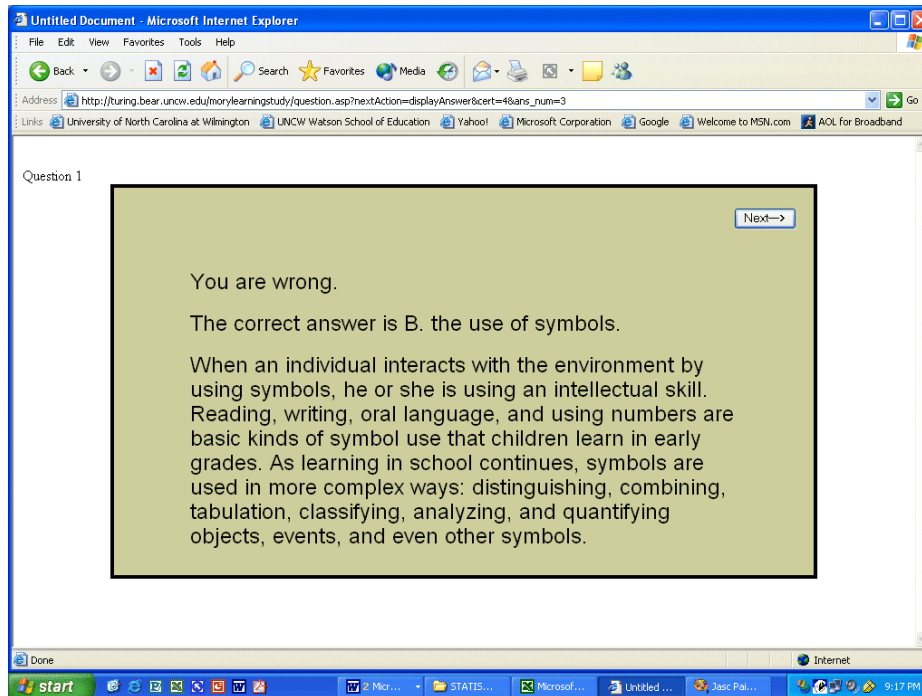 Untitled Document - Microsoft Internet Explorer
File Edit View Favorites Tools Help
Back Search Favorites Media
Address http://turing.bear.uncw.edu/morylearningstudy/question.asp?nextAction=displayAnswer&cert=4&ans_num=3 Go
Links University of North Carolina at Wilmington UNCW Watson School of Education Yahoo! Microsoft Corporation Google Welcome to MSN.com AOL for Broadband
Question 1
Next-->
You are wrong.
The correct answer is B. the use of symbols.
When an individual interacts with the environment by
using symbols, he or she is using an intellectual skill.
Reading, writing, oral language, and using numbers are
basic kinds of symbol use that children learn in early
grades. As learning in school continues, symbols are
used in more complex ways: distinguishing, combining,
tabulation, classifying, analyzing, and quantifying
objects, events, and even other symbols.
Done Internet
start 2 Micr... STATIS... Microsof... Untitled ... Jasc Pai... 9:17 PM